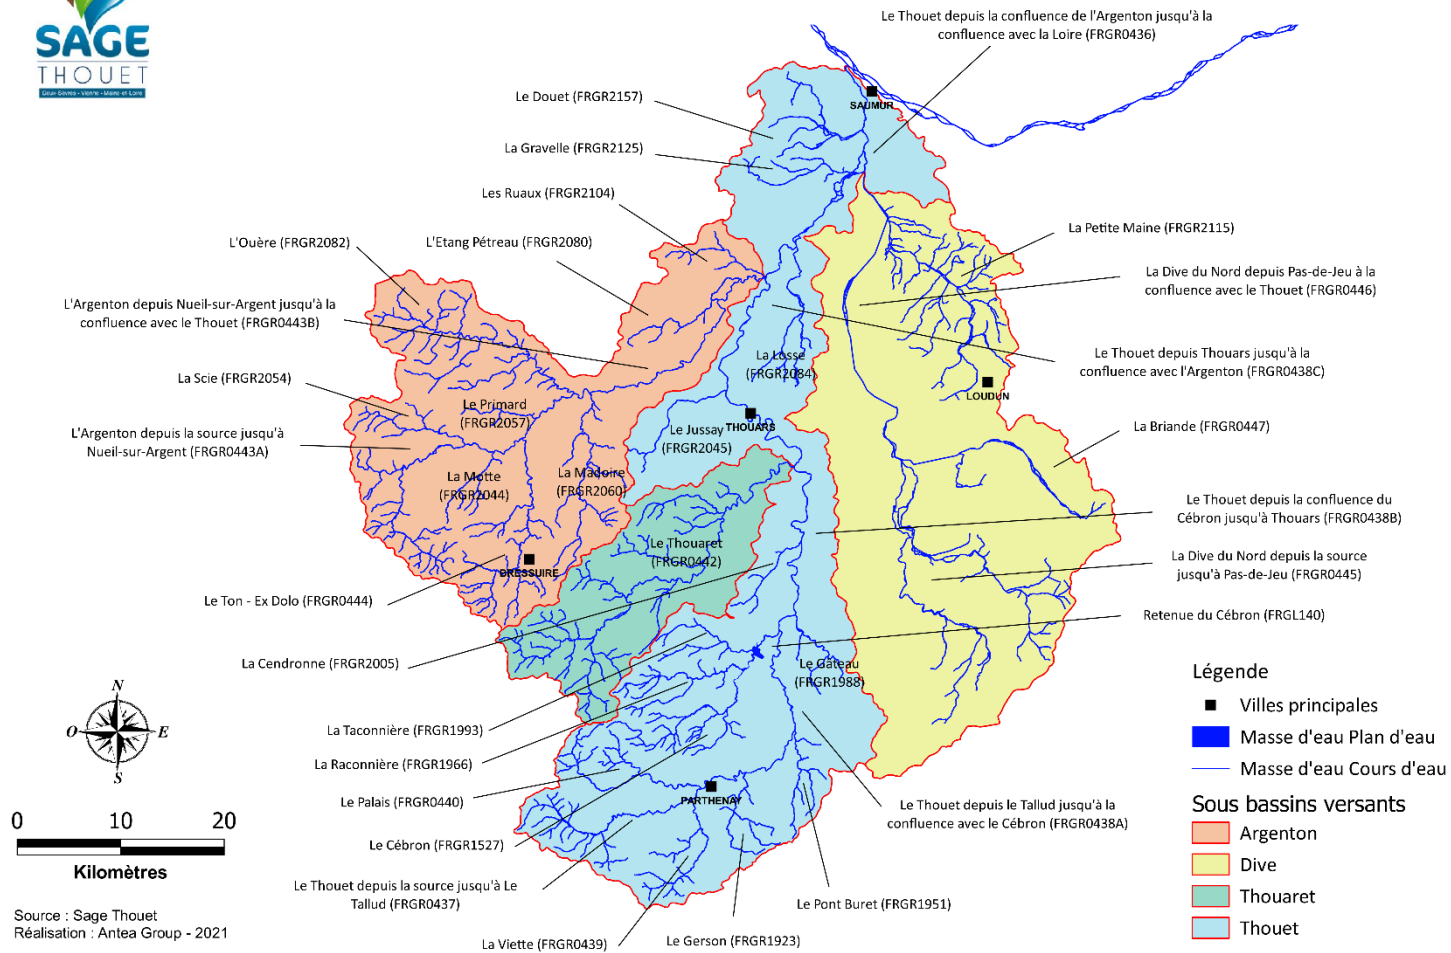 SAGE
THOUET
Deux-Sèvres - Vienne - Maine-et-Loire
Le Thouet depuis la confluence de l'Argenton jusqu'à la
confluence avec la Loire (FRGR0436)
SAUMUR
Le Douet (FRGR2157)
La Gravelle (FRGR2125)
Les Ruaux (FRGR2104)
L'Ouère (FRGR2082)
L'Etang Pétreau (FRGR2080)
La Petite Maine (FRGR2115)
La Dive du Nord depuis Pas-de-Jeu à la
confluence avec le Thouet (FRGR0446)
L'Argenton depuis Nueil-sur-Argent jusqu'à la
confluence avec le Thouet (FRGR0443B)
La Losse
(FRGR2084)
Le Thouet depuis Thouars jusqu'à la
confluence avec l'Argenton (FRGR0438C)
La Scie (FRGR2054)
Le Primard
(FRGR2057)
LOUDUN
THOUARS
Le Jussay
(FRGR2045)
La Briande (FRGR0447)
L'Argenton depuis la source jusqu'à
Nueil-sur-Argent (FRGR0443A)
La Motte
(FRGR2044)
La Madoire
(FRGR2060)
Le Thouet depuis la confluence du
Cébron jusqu'à Thouars (FRGR0438B)
Le Thouaret
(FRGR0442)
BRESSUIRE
La Dive du Nord depuis la source
jusqu'à Pas-de-Jeu (FRGR0445)
Le Ton - Ex Dolo (FRGR0444)
Retenue du Cébron (FRGL140)
La Cendronne (FRGR2005)
Le Gâteau
(FRGR1988)
La Taconnière (FRGR1993)
La Raconnière (FRGR1966)
Le Palais (FRGR0440)
PARTHENAY
Le Thouet depuis le Tallud jusqu'à la
confluence avec le Cébron (FRGR0438A)
Le Cébron (FRGR1527)
Le Thouet depuis la source jusqu'à Le
Tallud (FRGR0437)
Le Pont Buret (FRGR1951)
La Viette (FRGR0439)
Le Gerson (FRGR1923)
N
O
E
S
0 10 20
Kilomètres
Source : Sage Thouet
Réalisation : Antea Group - 2021
Légende
Villes principales
Masse d'eau Plan d'eau
Masse d'eau Cours d'eau
Sous bassins versants
Argenton
Dive
Thouaret
Thouet